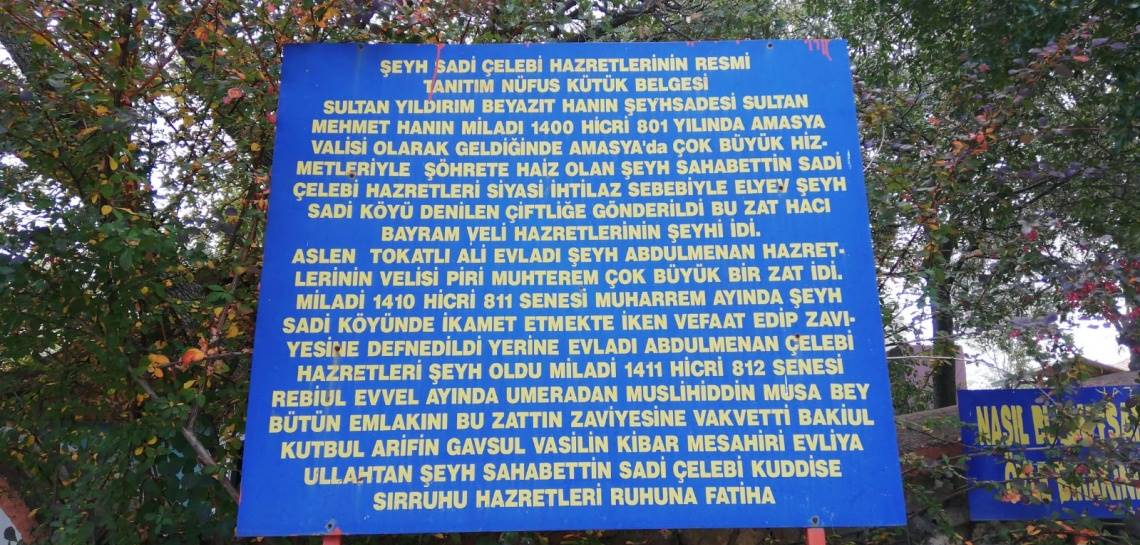 ŞEYH SADİ ÇELEBİ HAZRETLERİNİN RESMİ
TANITIM NÜFUS KÜTÜK BELGESİ
SULTAN YILDIRIM BEYAZIT HANIN ŞEYHSADESİ SULTAN
MEHMET HANIN MİLADİ 1400 HİCRİ 801 YILINDA AMASYA
VALİSİ OLARAK GELDİĞİNDE AMASYA'da ÇOK BÜYÜK HİZ-
METLERİYLE ŞÖHRETE HAİZ OLAN ŞEYH SAHABETTİN SADİ
ÇELEBİ HAZRETLERİ SİYASİ İHTİLAZ SEBEBİYLE ELYEV ŞEYH
SADİ KÖYÜ DENİLEN ÇİFTLİĞE GÖNDERİLDİ BU ZAT HACI
BAYRAM VELİ HAZRETLERİNİN ŞEYHİ İDİ.
ASLEN TOKATLI ALİ EVLADI ŞEYH ABDULMENAN HAZRET-
LERİNİN VELİSİ PİRİ MUHTEREM ÇOK BÜYÜK BİR ZAT İDİ.
MİLADİ 1410 HİCRİ 811 SENESİ MUHARREM AYINDA ŞEYH
SADİ KÖYÜNDE İKAMET ETMEKTE İKEN VEFAAT EDİP ZAVİ-
YESİNE DEFNEDİLDİ YERİNE EVLADI ABDULMENAN ÇELEBİ
HAZRETLERİ ŞEYH OLDU MİLADİ 1411 HİCRİ 812 SENESİ
REBİUL EVVEL AYINDA UMERADAN MUSLİHİDDİN MUSA BEY
BÜTÜN EMLAKINI BU ZATTIN ZAVİYESİNE VAKVETTİ BAKİUL
KUTBUL ARİFİN GAVSUL VASILIN KİBAR MESAHİRİ EVLİYA
ULLAHTAN ŞEYH SAHABETTİN SADİ ÇELEBİ KUDDİSE
SIRRUHU HAZRETLERİ RUHUNA FATİHA
NASIL